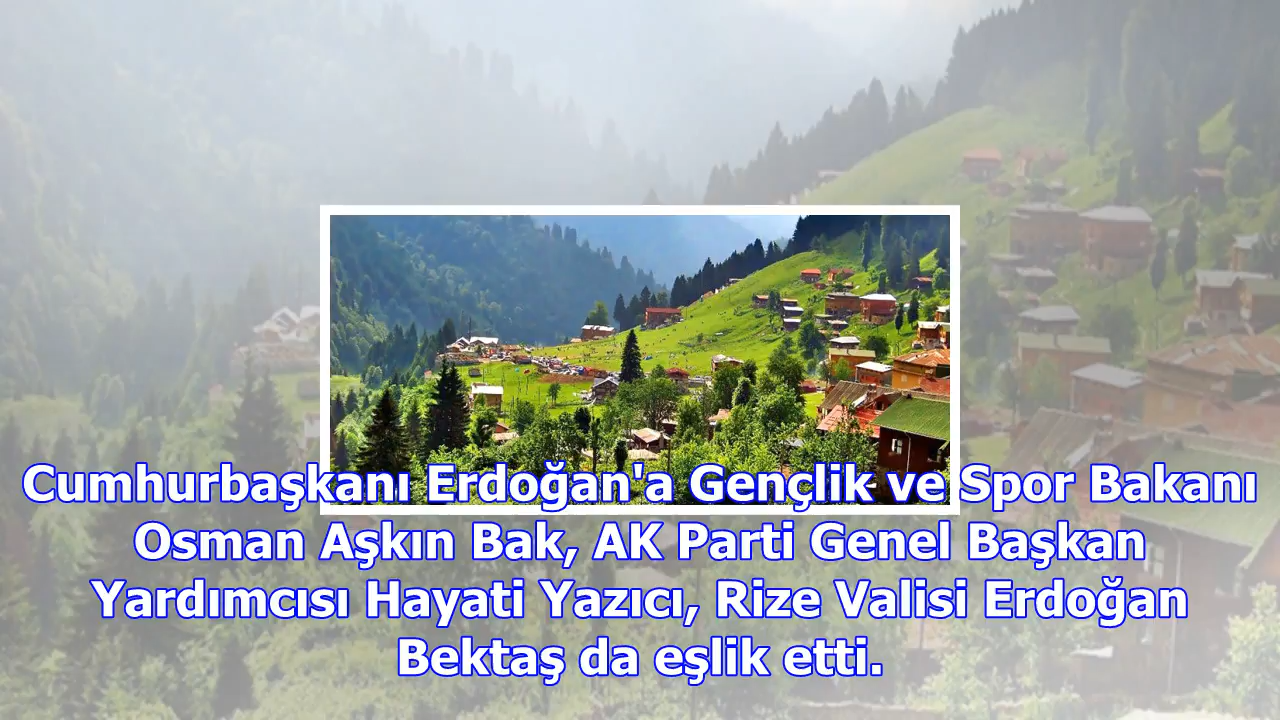 Cumhurbaşkanı Erdoğan'a Gençlik ve Spor Bakanı
Osman Aşkın Bak, AK Parti Genel Başkan
Yardımcısı Hayati Yazıcı, Rize Valisi Erdoğan
Bektaş da eşlik etti.